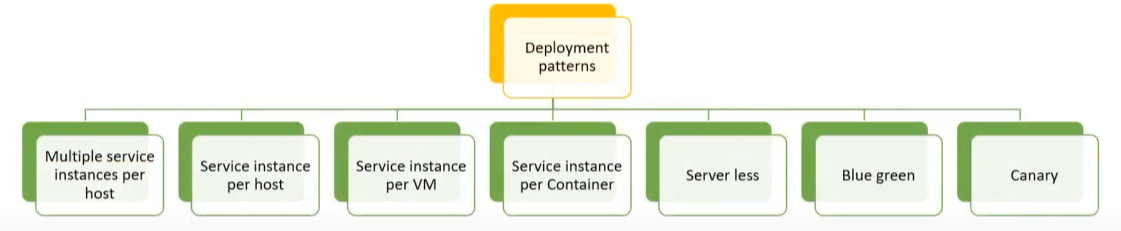 Deployment
patterns
Multiple service
instances per
host
Service instance
per host
Service instance
per VM
Service instance
per Container
Server less
Blue green
Canary